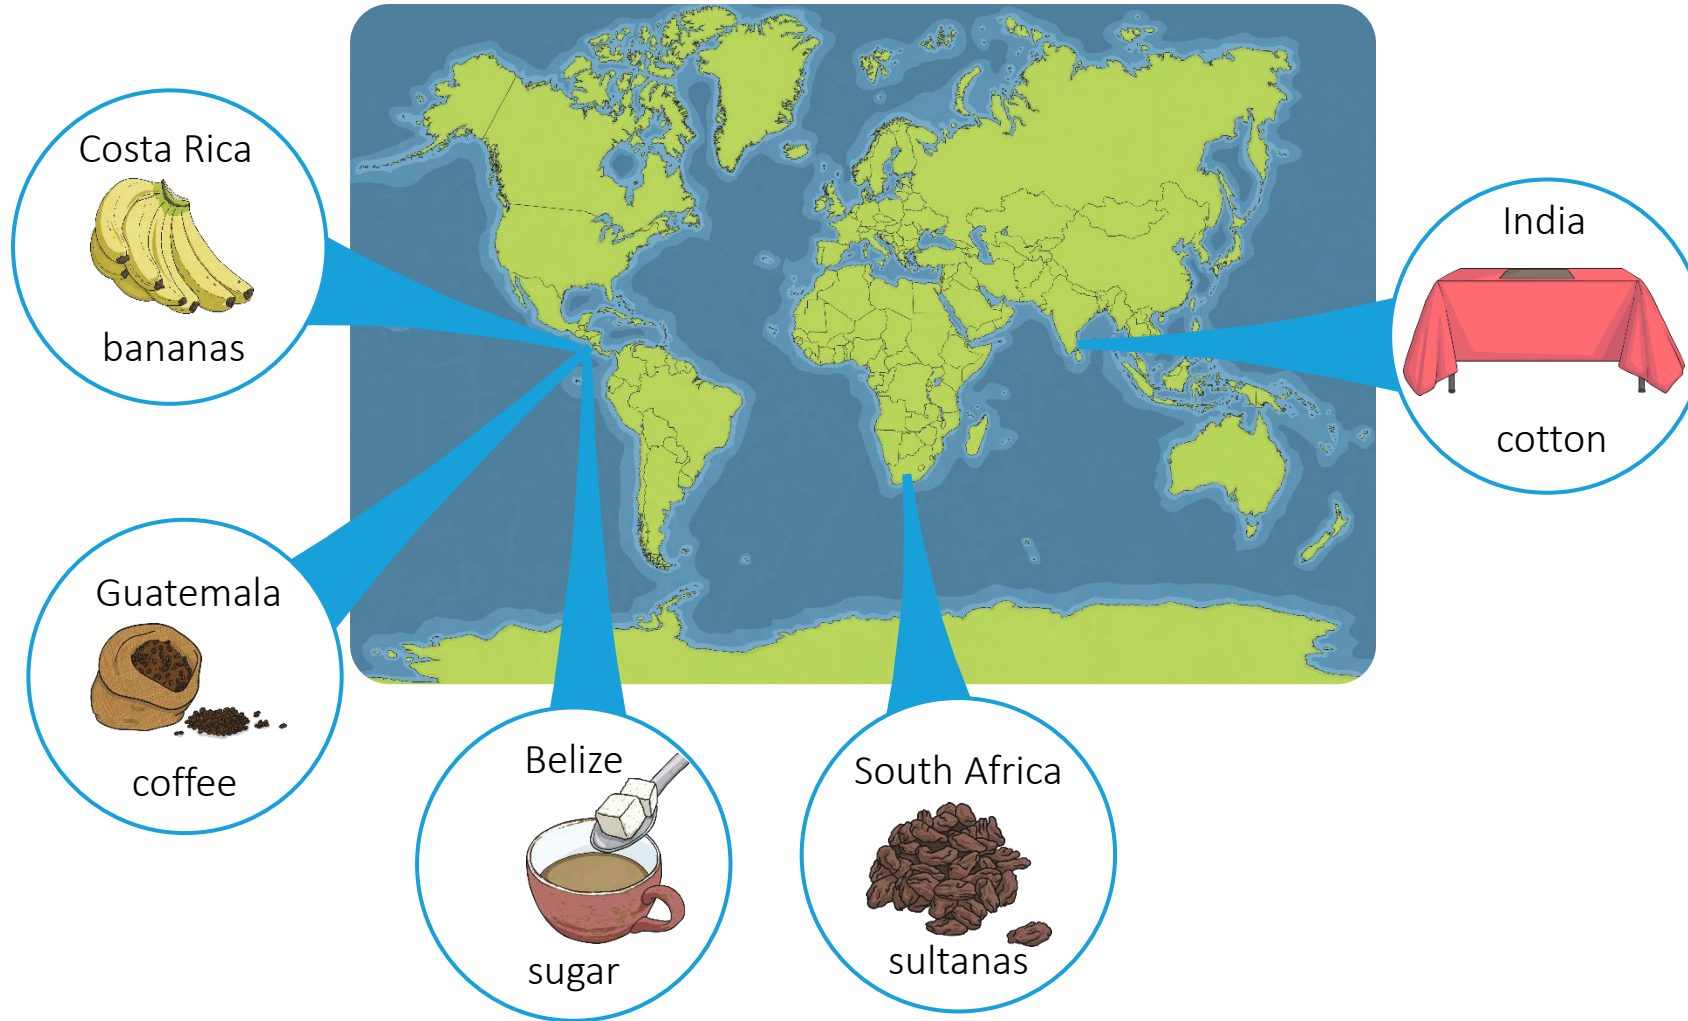 Costa Rica
bananas
Guatemala
coffee
Belize
sugar
South Africa
sultanas
India
cotton